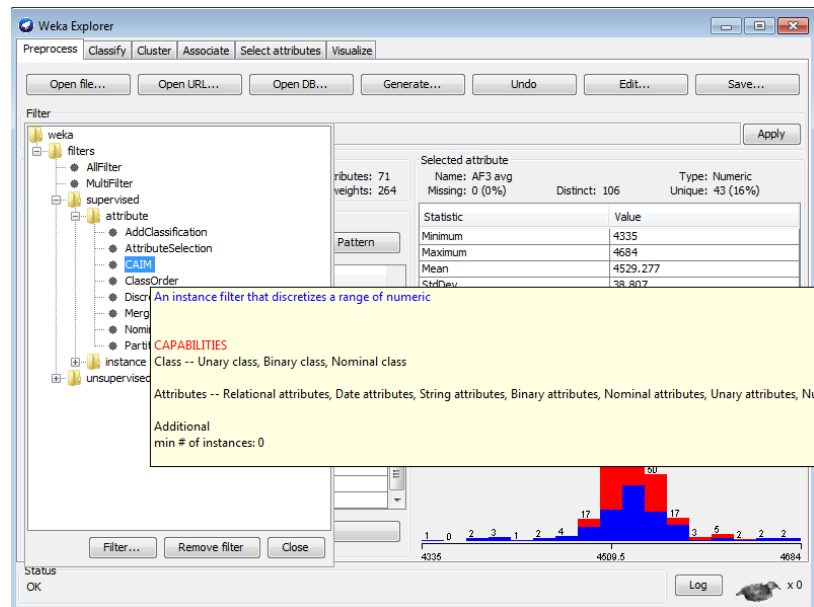 Weka Explorer
Preprocess Classify Cluster Associate Select attributes Visualize
Open file... Open URL... Open DB... Generate... Undo Edit... Save...
Filter
weka
filters
AllFilter
MultiFilter
supervised
attribute
AddClassification
AttributeSelection
CAIM
ClassOrder
Discr
Merg
Nomi
Partit
instance
unsupervised
Filter... Remove filter Close
Apply
ributes: 71
weights: 264
Pattern
Selected attribute
Name: AF3 avg Type: Numeric
Missing: 0 (0%) Distinct: 106 Unique: 43 (16%)
Statistic Value
Minimum 4335
Maximum 4684
Mean 4529.277
StdDev 38.807
An instance filter that discretizes a range of numeric
CAPABILITIES
Class -- Unary class, Binary class, Nominal class
Attributes -- Relational attributes, Date attributes, String attributes, Binary attributes, Nominal attributes, Unary attributes, Nu
Additional
min # of instances: 0
1 0 2 3 1 2 4 17 50 17 3 5 2 2 2
4335 4509.5 4684
Status
OK
Log x 0